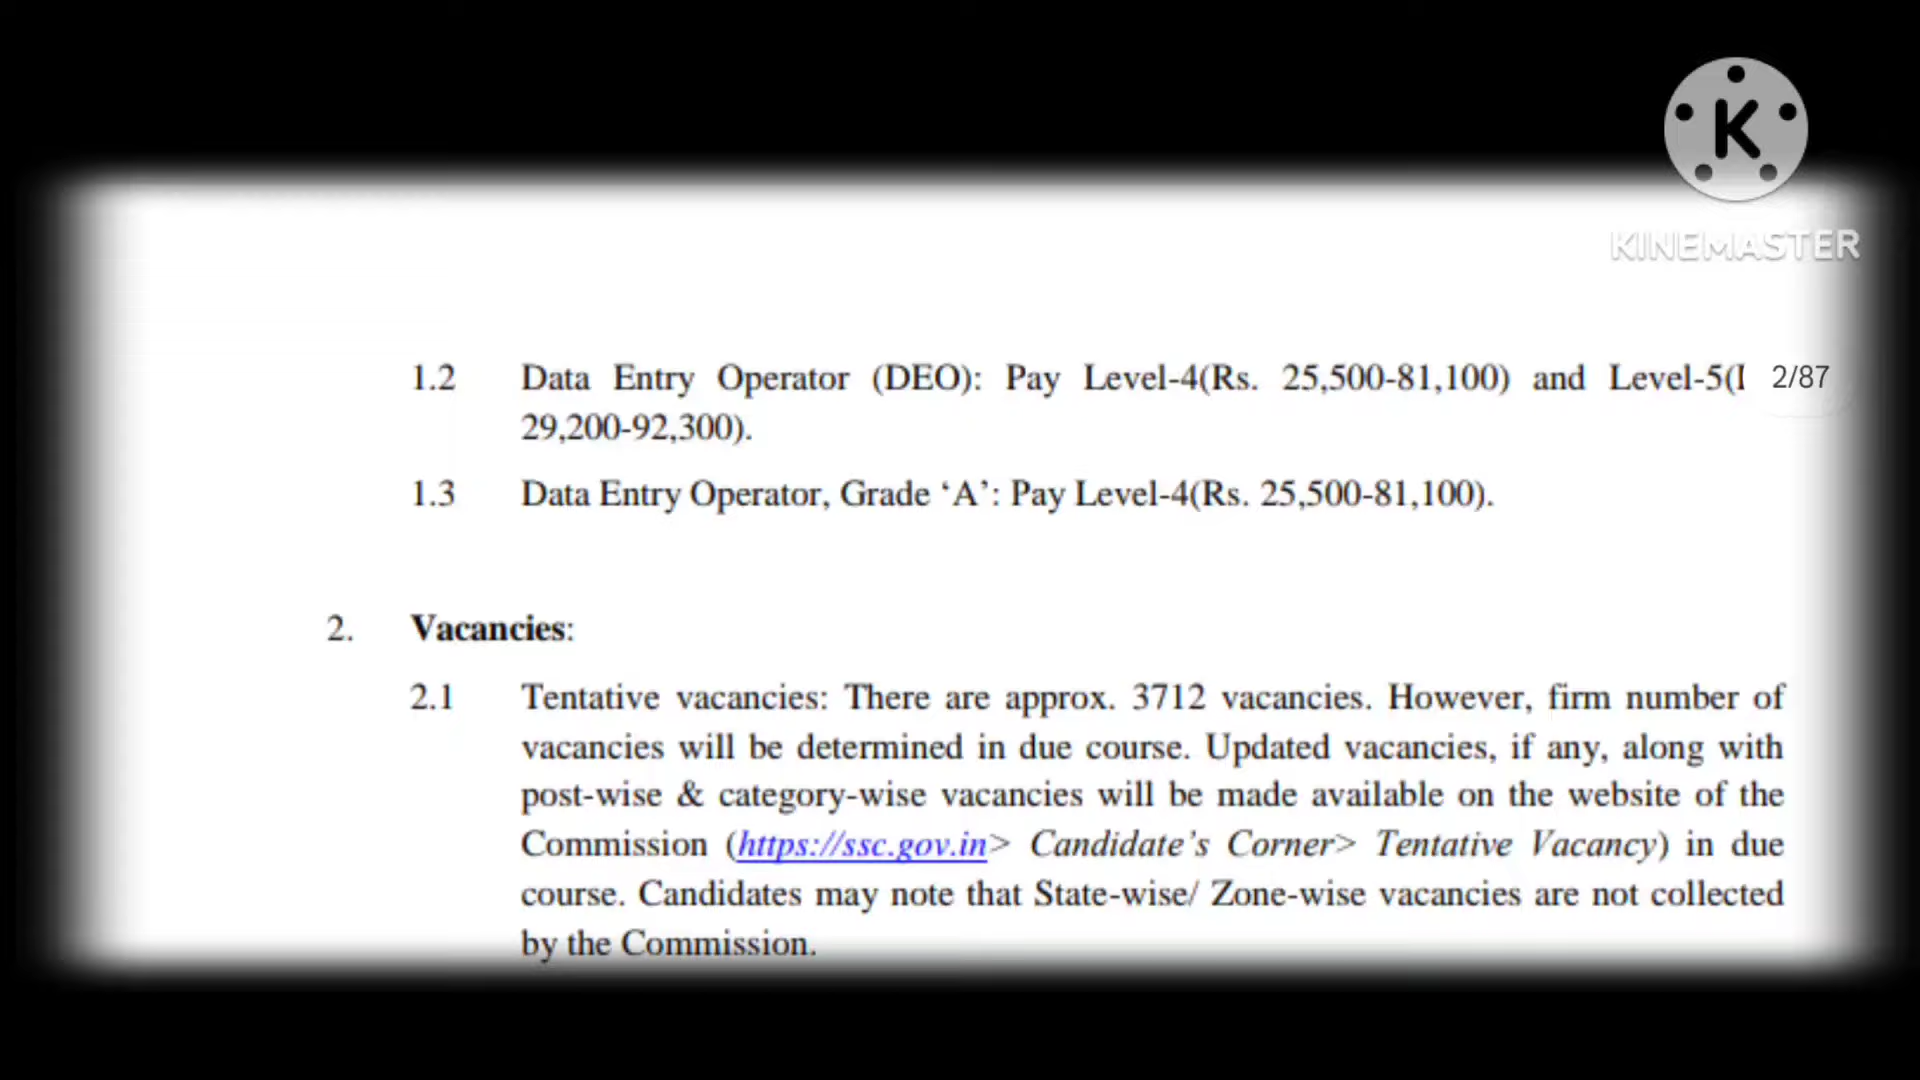 K
KINEMASTER
1.2 Data Entry Operator (DEO): Pay Level-4(Rs. 25,500-81,100) and Level-5( 2/87
29,200-92,300).
1.3 Data Entry Operator, Grade ‘A’: Pay Level-4(Rs. 25,500-81,100).
2. Vacancies:
2.1 Tentative vacancies: There are approx. 3712 vacancies. However, firm number of
vacancies will be determined in due course. Updated vacancies, if any, along with
post-wise & category-wise vacancies will be made available on the website of the
Commission (https://ssc.gov.in> Candidate’s Corner> Tentative Vacancy) in due
course. Candidates may note that State-wise/ Zone-wise vacancies are not collected
by the Commission.